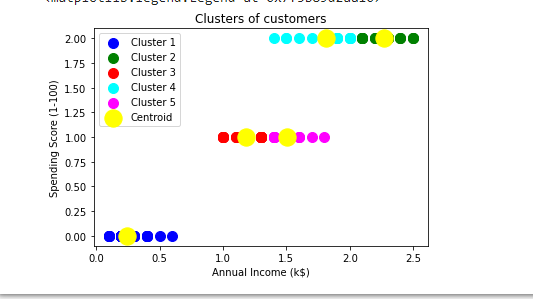 Clusters of customers
2.00
1.75
1.50
1.25
1.00
0.75
0.50
0.25
0.00
Spending Score (1-100)
Cluster 1
Cluster 2
Cluster 3
Cluster 4
Cluster 5
Centroid
0.0 0.5 1.0 1.5 2.0 2.5
Annual Income (k$)